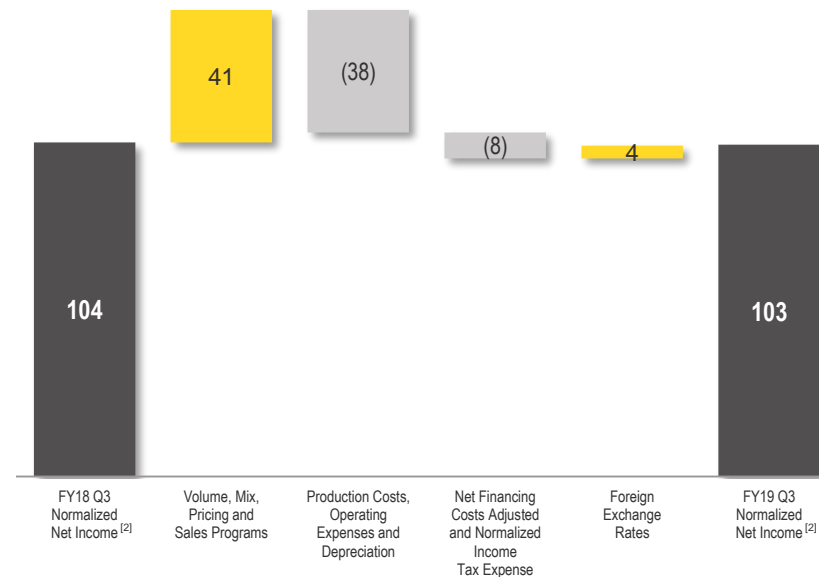 41
(38)
(8)
4
104
103
FY18 Q3
Normalized
Net Income [2]
Volume, Mix,
Pricing and
Sales Programs
Production Costs,
Operating
Expenses and
Depreciation
Net Financing
Costs Adjusted
and Normalized
Income
Tax Expense
Foreign
Exchange
Rates
FY19 Q3
Normalized
Net Income [2]